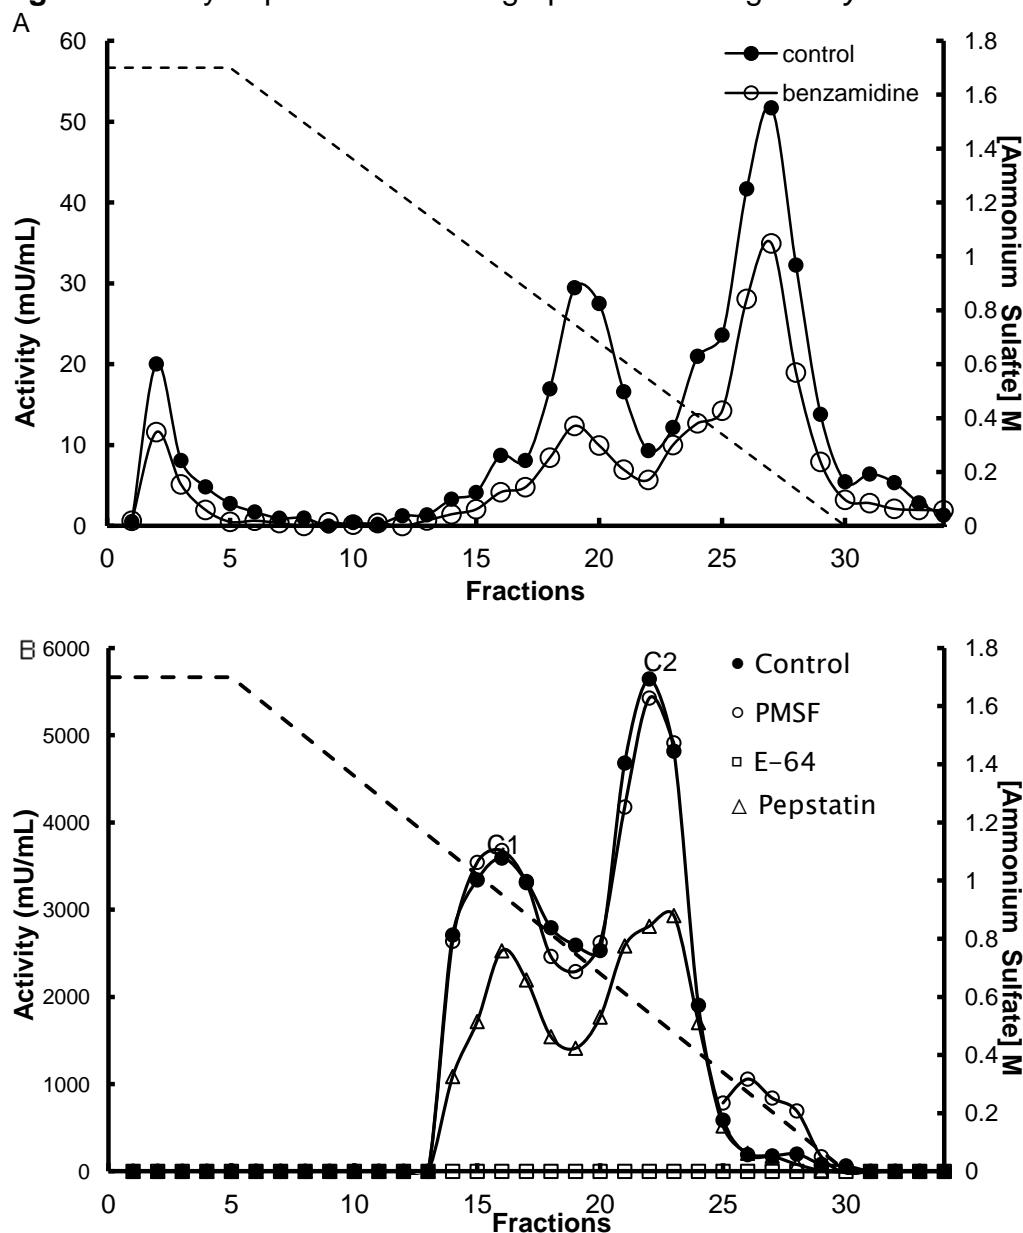 A
60
50
40
30
20
10
0
Activity (mU/mL)
control
benzamidine
1.8
1.6
1.4
1.2
1
0.8
0.6
0.4
0.2
0
[Ammonium Sulafte] M
0 5 10 15 20 25 30
Fractions
B
6000
5000
4000
3000
2000
1000
0
Activity (mU/mL)
C1
C2
Control
PMSF
E-64
Pepstatin
1.8
1.6
1.4
1.2
1
0.8
0.6
0.4
0.2
0
[Ammonium Sulfate] M
0 5 15 20 25 30
Fractions